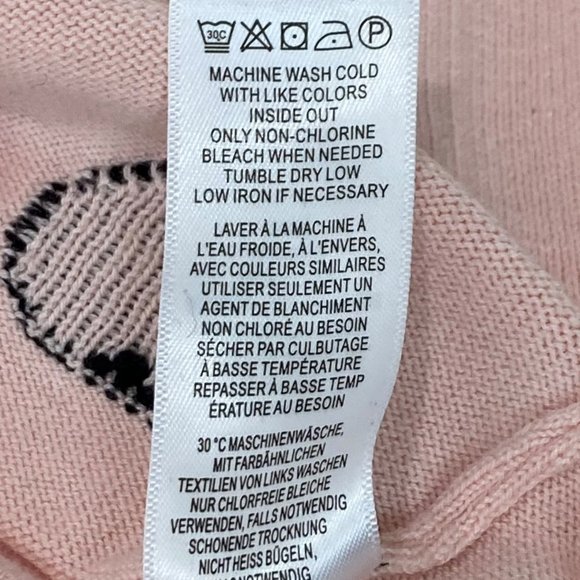 30C P
MACHINE WASH COLD
WITH LIKE COLORS
INSIDE OUT
ONLY NON-CHLORINE
BLEACH WHEN NEEDED
TUMBLE DRY LOW
LOW IRON IF NECESSARY
LAVER À LA MACHINE À
L'EAU FROIDE, À L'ENVERS,
AVEC COULEURS SIMILAIRES
UTILISER SEULEMENT UN
AGENT DE BLANCHIMENT
NON CHLORÉ AU BESOIN
SÉCHER PAR CULBUTAGE
À BASSE TEMPÉRATURE
REPASSER À BASSE TEMP
ÉRATURE AU BESOIN
30 °C MASCHINENWÄSCHE,
MIT FARBÄHNLICHEN
TEXTILIEN VON LINKS WASCHEN
NUR CHLORFREIE BLEICHE
VERWENDEN, FALLS NOTWENDIG
SCHONENDE TROCKNUNG
NICHT HEISS BÜGELN,
NOTWENDIG